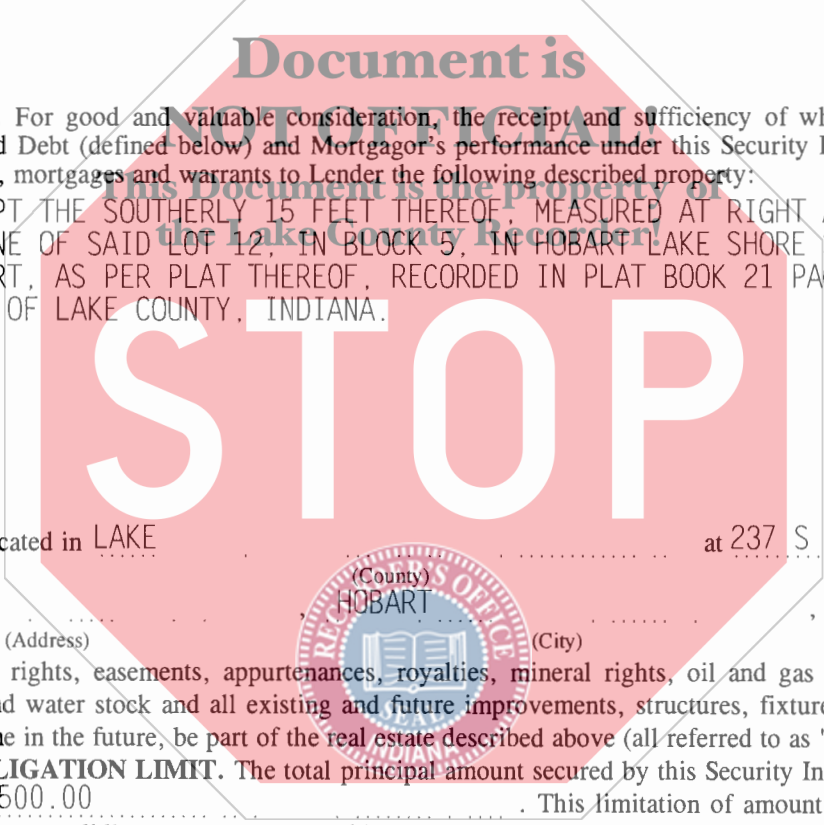 Document is
NOT OFFICIAL!
This Document is the property of
the Lake County Recorder!
STOP
For good and valuable consideration, the receipt and sufficiency of wh
d Debt (defined below) and Mortgagor's performance under this Security I
, mortgages and warrants to Lender the following described property:
PT THE SOUTHERLY 15 FEET THEREOF, MEASURED AT RIGHT A
NE OF SAID LOT 12, IN BLOCK 5, IN HOBART LAKE SHORE
RT, AS PER PLAT THEREOF, RECORDED IN PLAT BOOK 21 PA
OF LAKE COUNTY, INDIANA.
cated in LAKE at 237 S
(County)
, HOBART ,
(Address) (City)
RECORDER'S OFFICE
SEAL
INDIANA
rights, easements, appurtenances, royalties, mineral rights, oil and gas
nd water stock and all existing and future improvements, structures, fixture
ne in the future, be part of the real estate described above (all referred to as "
LIGATION LIMIT. The total principal amount secured by this Security In
500.00 . This limitation of amount